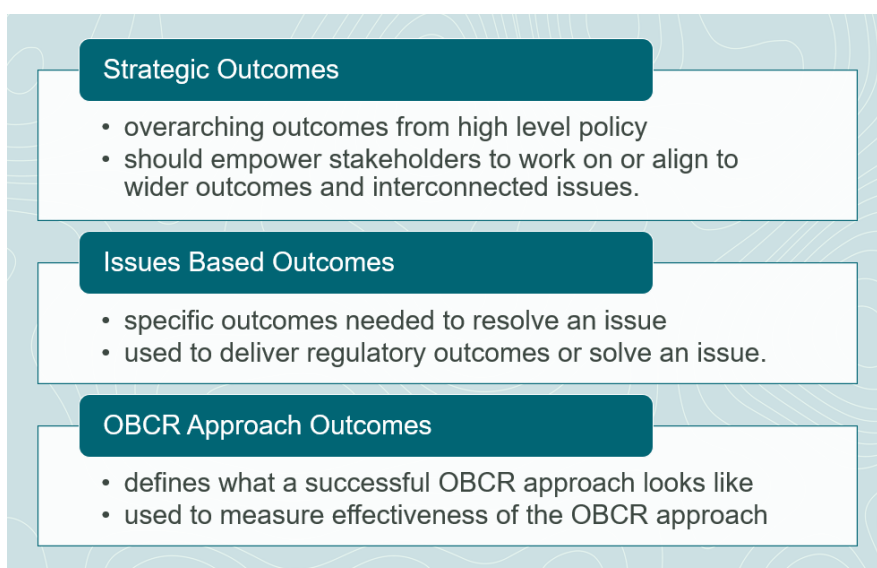 Strategic Outcomes
• overarching outcomes from high level policy
• should empower stakeholders to work on or align to
wider outcomes and interconnected issues.
Issues Based Outcomes
• specific outcomes needed to resolve an issue
• used to deliver regulatory outcomes or solve an issue.
OBCR Approach Outcomes
• defines what a successful OBCR approach looks like
• used to measure effectiveness of the OBCR approach